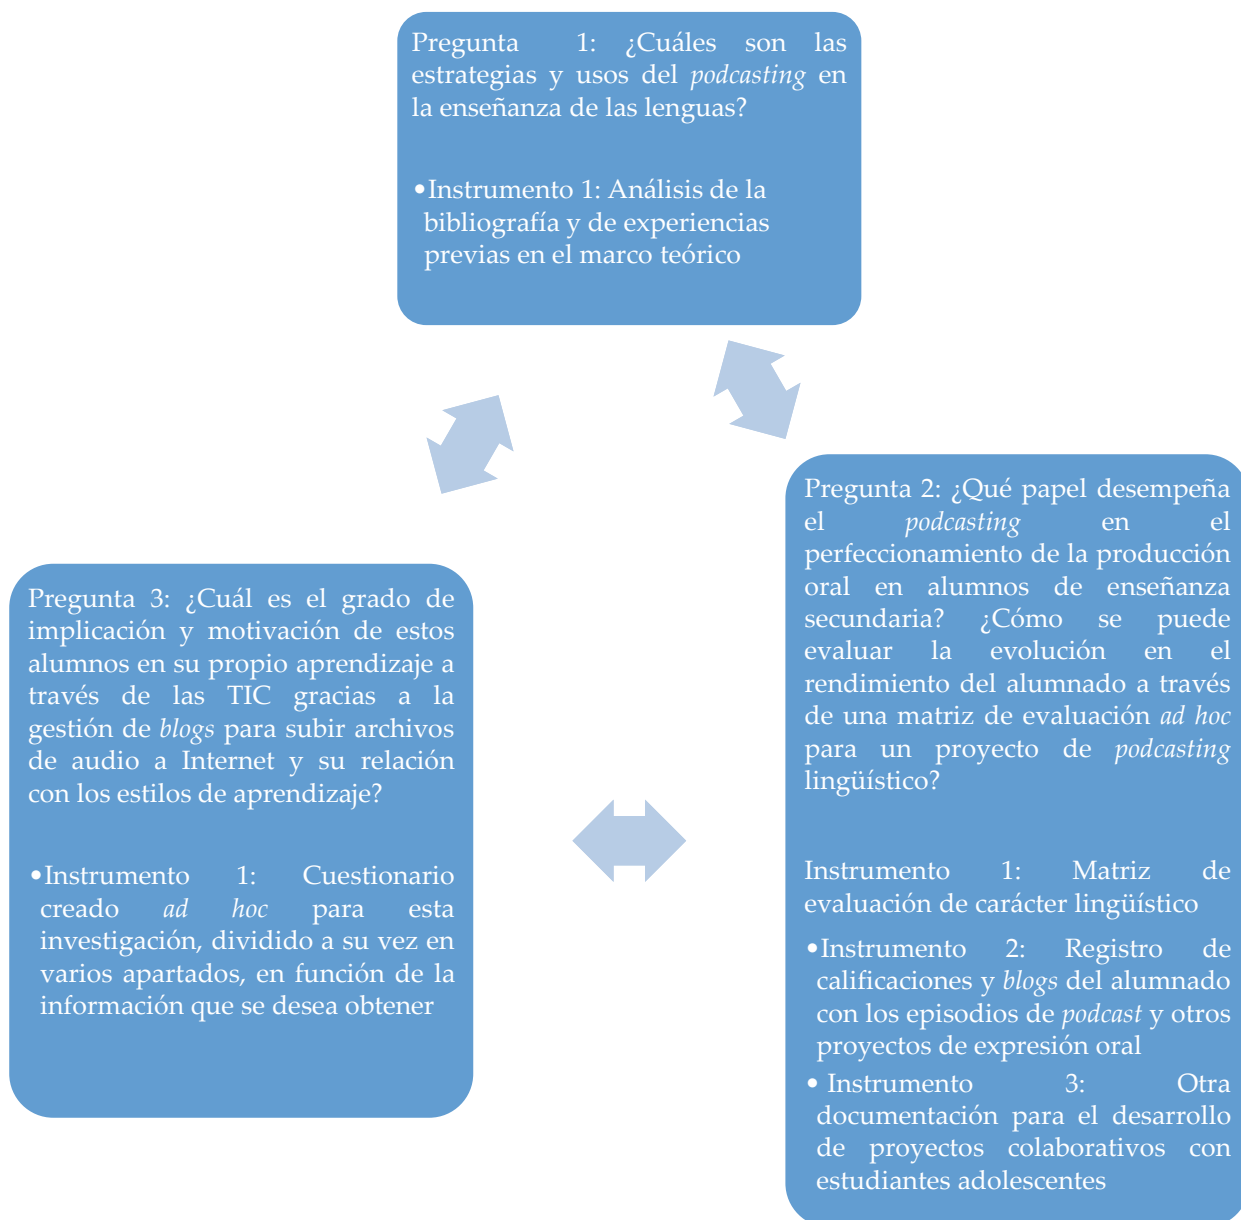 Pregunta 1: ¿Cuáles son las
estrategias y usos del podcasting en
la enseñanza de las lenguas?
•Instrumento 1: Análisis de la
bibliografía y de experiencias
previas en el marco teórico
Pregunta 2: ¿Qué papel desempeña
el podcasting en el
perfeccionamiento de la producción
oral en alumnos de enseñanza
secundaria? ¿Cómo se puede
evaluar la evolución en el
rendimiento del alumnado a través
de una matriz de evaluación ad hoc
para un proyecto de podcasting
lingüístico?
Instrumento 1: Matriz de
evaluación de carácter lingüístico
•Instrumento 2: Registro de
calificaciones y blogs del alumnado
con los episodios de podcast y otros
proyectos de expresión oral
• Instrumento 3: Otra
documentación para el desarrollo
de proyectos colaborativos con
estudiantes adolescentes
Pregunta 3: ¿Cuál es el grado de
implicación y motivación de estos
alumnos en su propio aprendizaje a
través de las TIC gracias a la
gestión de blogs para subir archivos
de audio a Internet y su relación
con los estilos de aprendizaje?
•Instrumento 1: Cuestionario
creado ad hoc para esta
investigación, dividido a su vez en
varios apartados, en función de la
información que se desea obtener